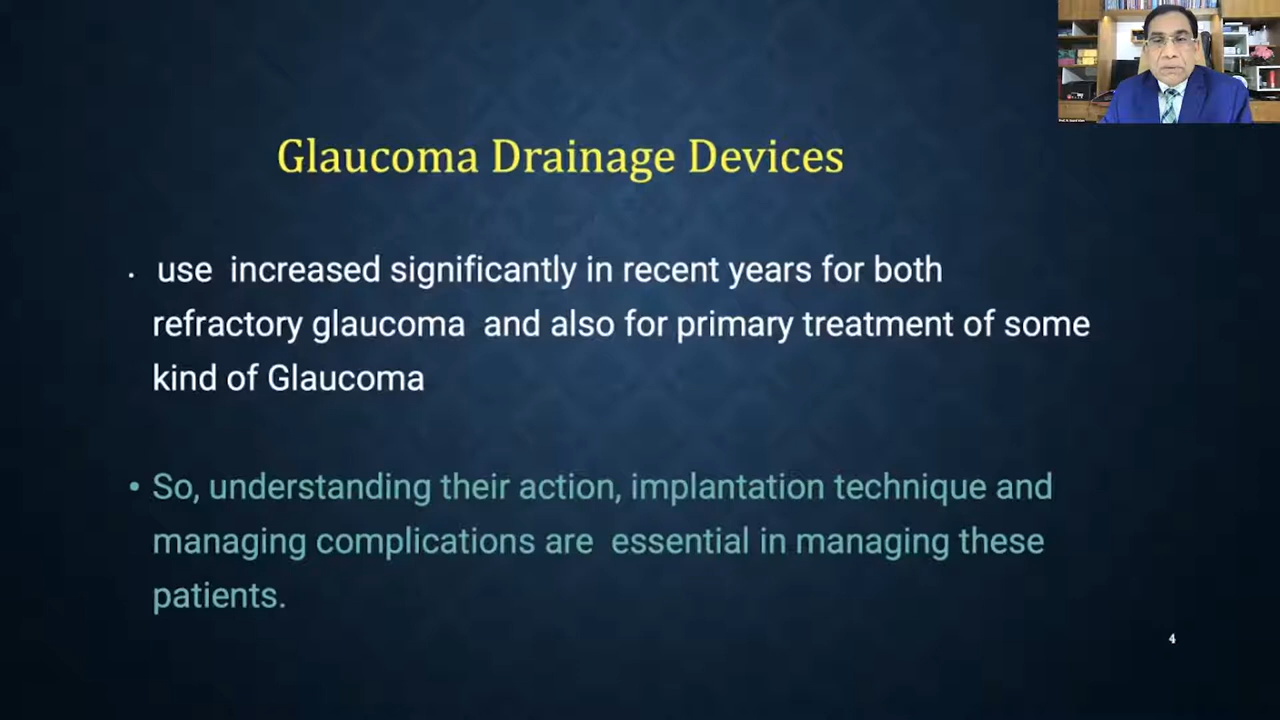 Glaucoma Drainage Devices
• use increased significantly in recent years for both
refractory glaucoma and also for primary treatment of some
kind of Glaucoma
• So, understanding their action, implantation technique and
managing complications are essential in managing these
patients.
4